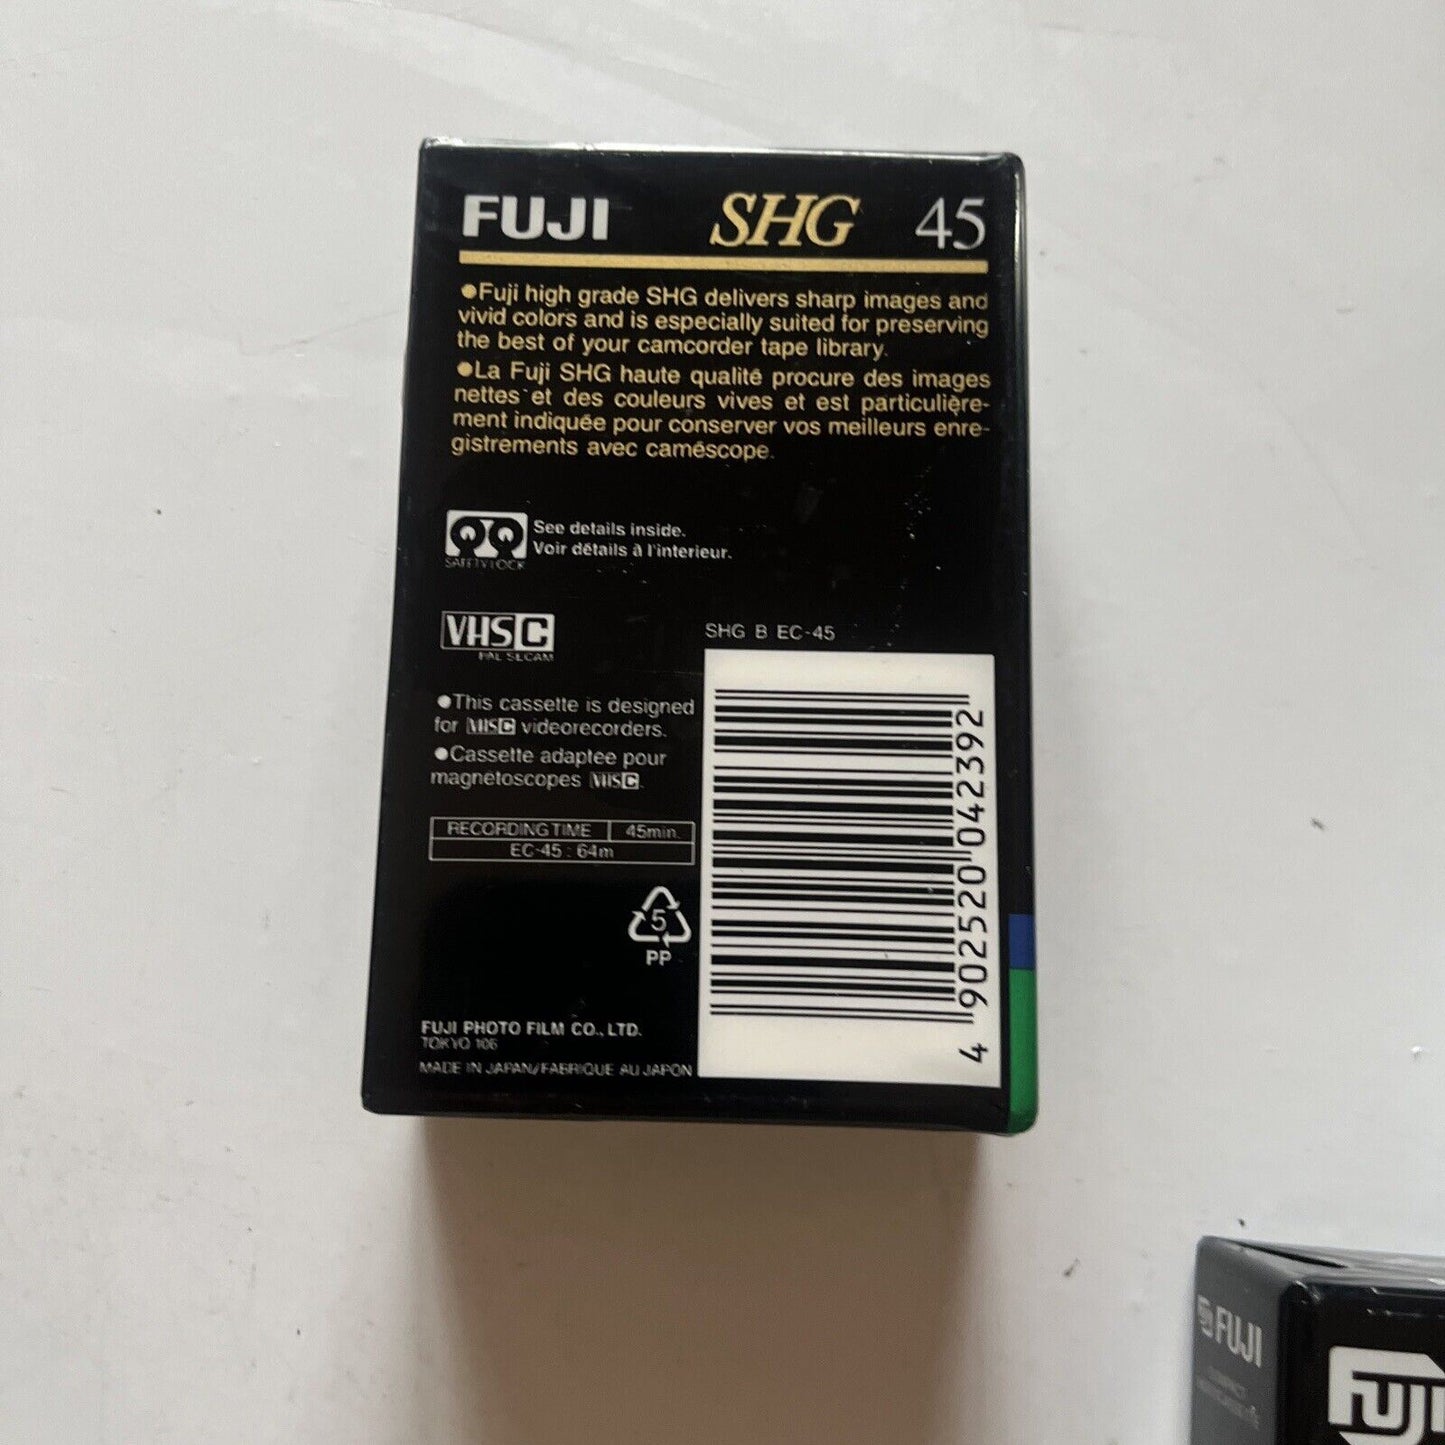 FUJI SHG 45
●Fuji high grade SHG delivers sharp images and
vivid colors and is especially suited for preserving
the best of your camcorder tape library.
●La Fuji SHG haute qualité procure des images
nettes et des couleurs vives et est particulière-
ment indiquée pour conserver vos meilleurs enre-
gistrements avec caméscope.
See details inside.
Voir détails à l'interieur.
SAFETY LOCK
VHS C
PAL SECAM
SHG B EC-45
●This cassette is designed
for VHS C videorecorders.
●Cassette adaptee pour
magnetoscopes VHS C.
RECORDING TIME 45min.
EC-45 : 64m
5
PP
FUJI PHOTO FILM CO., LTD.
TOKYO 106
MADE IN JAPAN/FABRIQUE AU JAPON
4 902520 042392
FUJI
FUJI